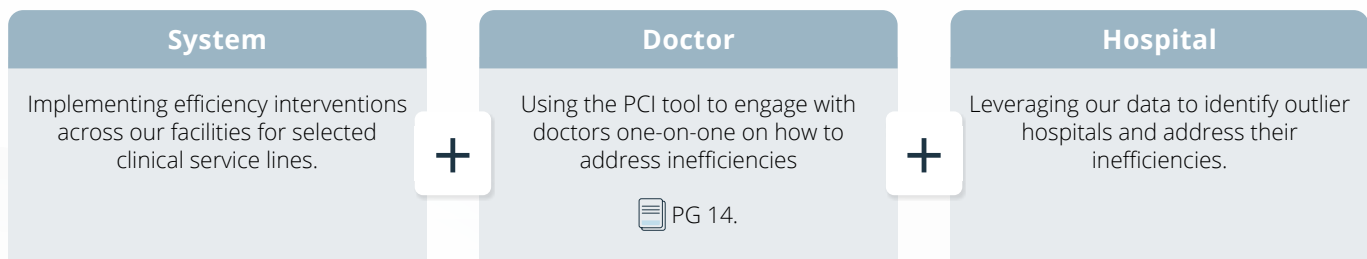 System
Implementing efficiency interventions
across our facilities for selected
clinical service lines.
+
Doctor
Using the PCI tool to engage with
doctors one-on-one on how to
address inefficiencies
PG 14.
+
Hospital
Leveraging our data to identify outlier
hospitals and address their
inefficiencies.